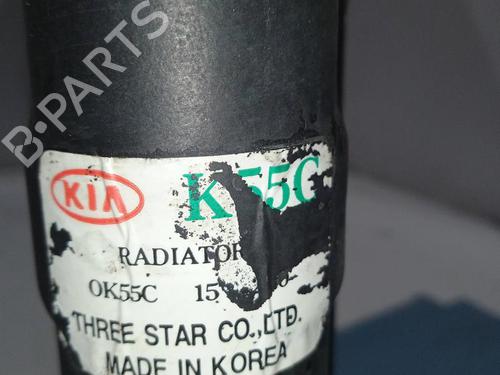 B·PARTS
KIA K55C
RADIATOR
OK55C 15
THREE STAR CO.,LTD.
MADE IN KOREA